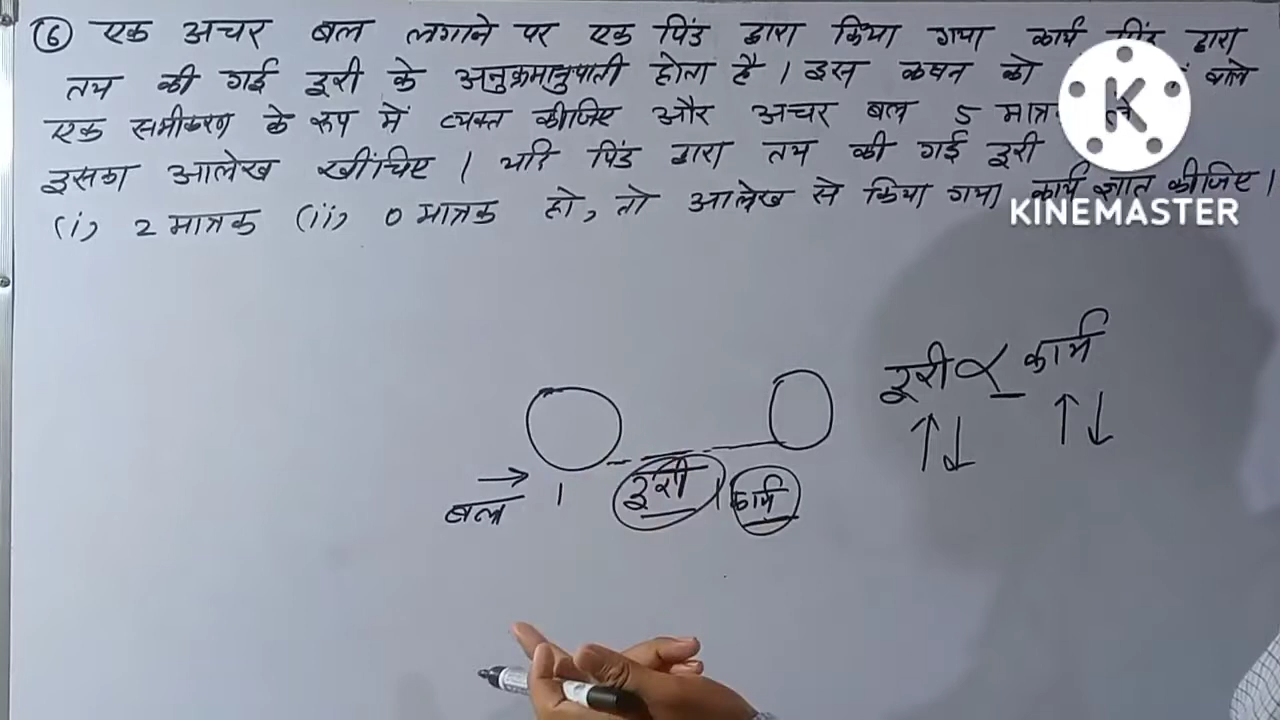 ⑥ एक अचर बल लगाने पर एक पिंड द्वारा किया गया कार्य पिंड द्वारा
तय की गई दूरी के अनुक्रमानुपाती होता है। इस कथन को वाले
एक समीकरण के रूप में व्यक्त कीजिए और अचर बल 5 मात्रक
इसका आलेख खींचिए। यदि पिंड द्वारा तय की गई दूरी
(i) 2 मात्रक (ii) 0 मात्रक हो, तो आलेख से किया गया कार्य ज्ञात कीजिए।
K
KINEMASTER
दूरी ∝ कार्य
↑↓ ↑↓
→
बल | दूरी | कार्य